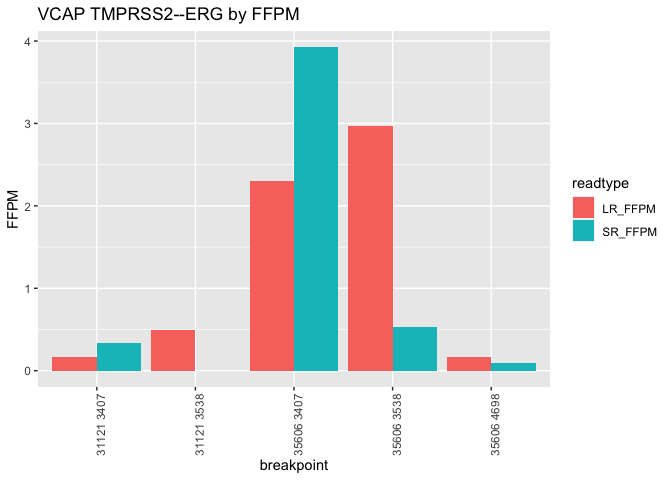 VCAP TMPRSS2--ERG by FFPM
4
3
2
1
0
FFPM
31121 3407
31121 3538
35606 3407
35606 3538
35606 4698
breakpoint
readtype
LR_FFPM
SR_FFPM